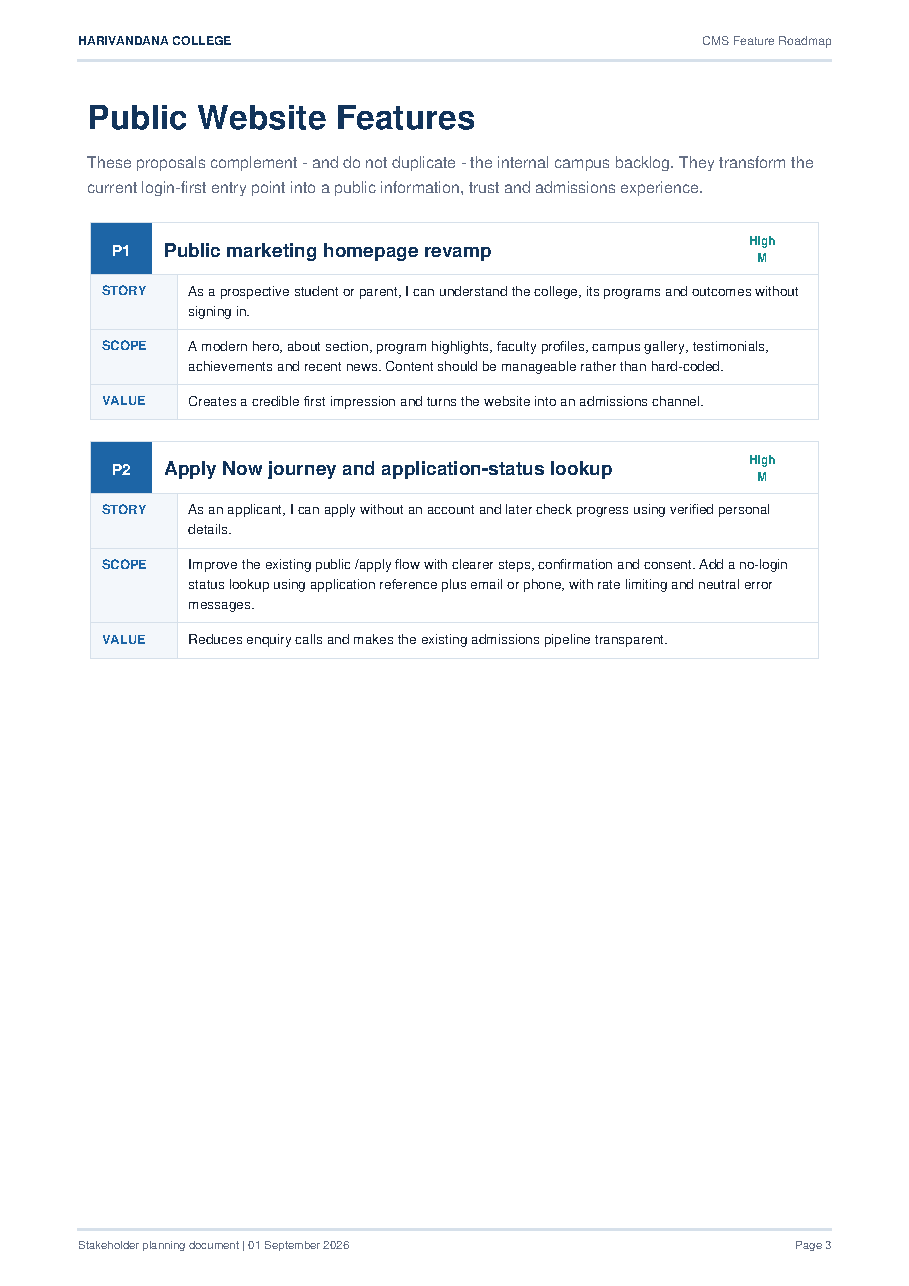 HARIVANDANA COLLEGE
CMS Feature Roadmap
Public Website Features
These proposals complement - and do not duplicate - the internal campus backlog. They transform the
current login-first entry point into a public information, trust and admissions experience.
P1
Public marketing homepage revamp
High
M
STORY
As a prospective student or parent, I can understand the college, its programs and outcomes without
signing in.
SCOPE
A modern hero, about section, program highlights, faculty profiles, campus gallery, testimonials,
achievements and recent news. Content should be manageable rather than hard-coded.
VALUE
Creates a credible first impression and turns the website into an admissions channel.
P2
Apply Now journey and application-status lookup
High
M
STORY
As an applicant, I can apply without an account and later check progress using verified personal
details.
SCOPE
Improve the existing public /apply flow with clearer steps, confirmation and consent. Add a no-login
status lookup using application reference plus email or phone, with rate limiting and neutral error
messages.
VALUE
Reduces enquiry calls and makes the existing admissions pipeline transparent.
Stakeholder planning document | 01 September 2026
Page 3